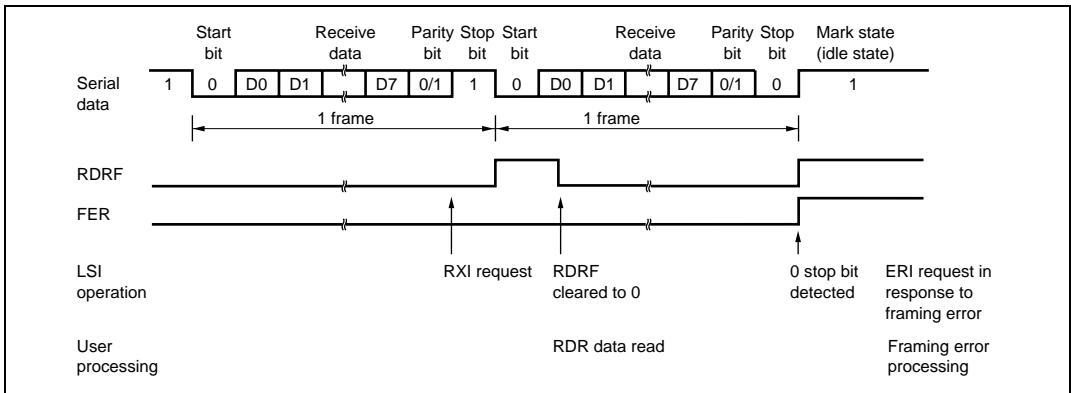 Start bit
Receive data
Parity bit
Stop bit
Start bit
Receive data
Parity bit
Stop bit
Mark state (idle state)
Serial data
1 0 D0 D1 D7 0/1 1 0 D0 D1 D7 0/1 0 1
1 frame 1 frame
RDRF
FER
LSI operation
RXI request
RDRF cleared to 0
0 stop bit detected
ERI request in response to framing error
User processing
RDR data read
Framing error processing